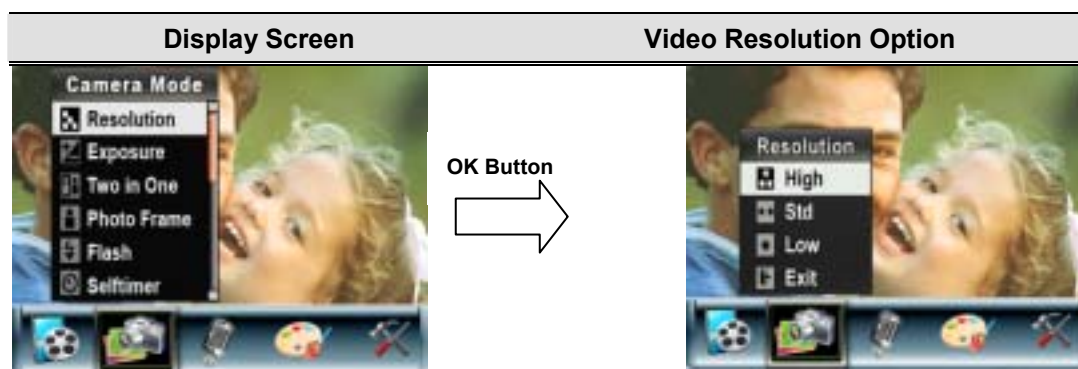 Display Screen
Video Resolution Option
Camera Mode
Resolution
Exposure
Two in One
Photo Frame
Flash
Selftimer
OK Button
Resolution
High
Std
Low
Exit